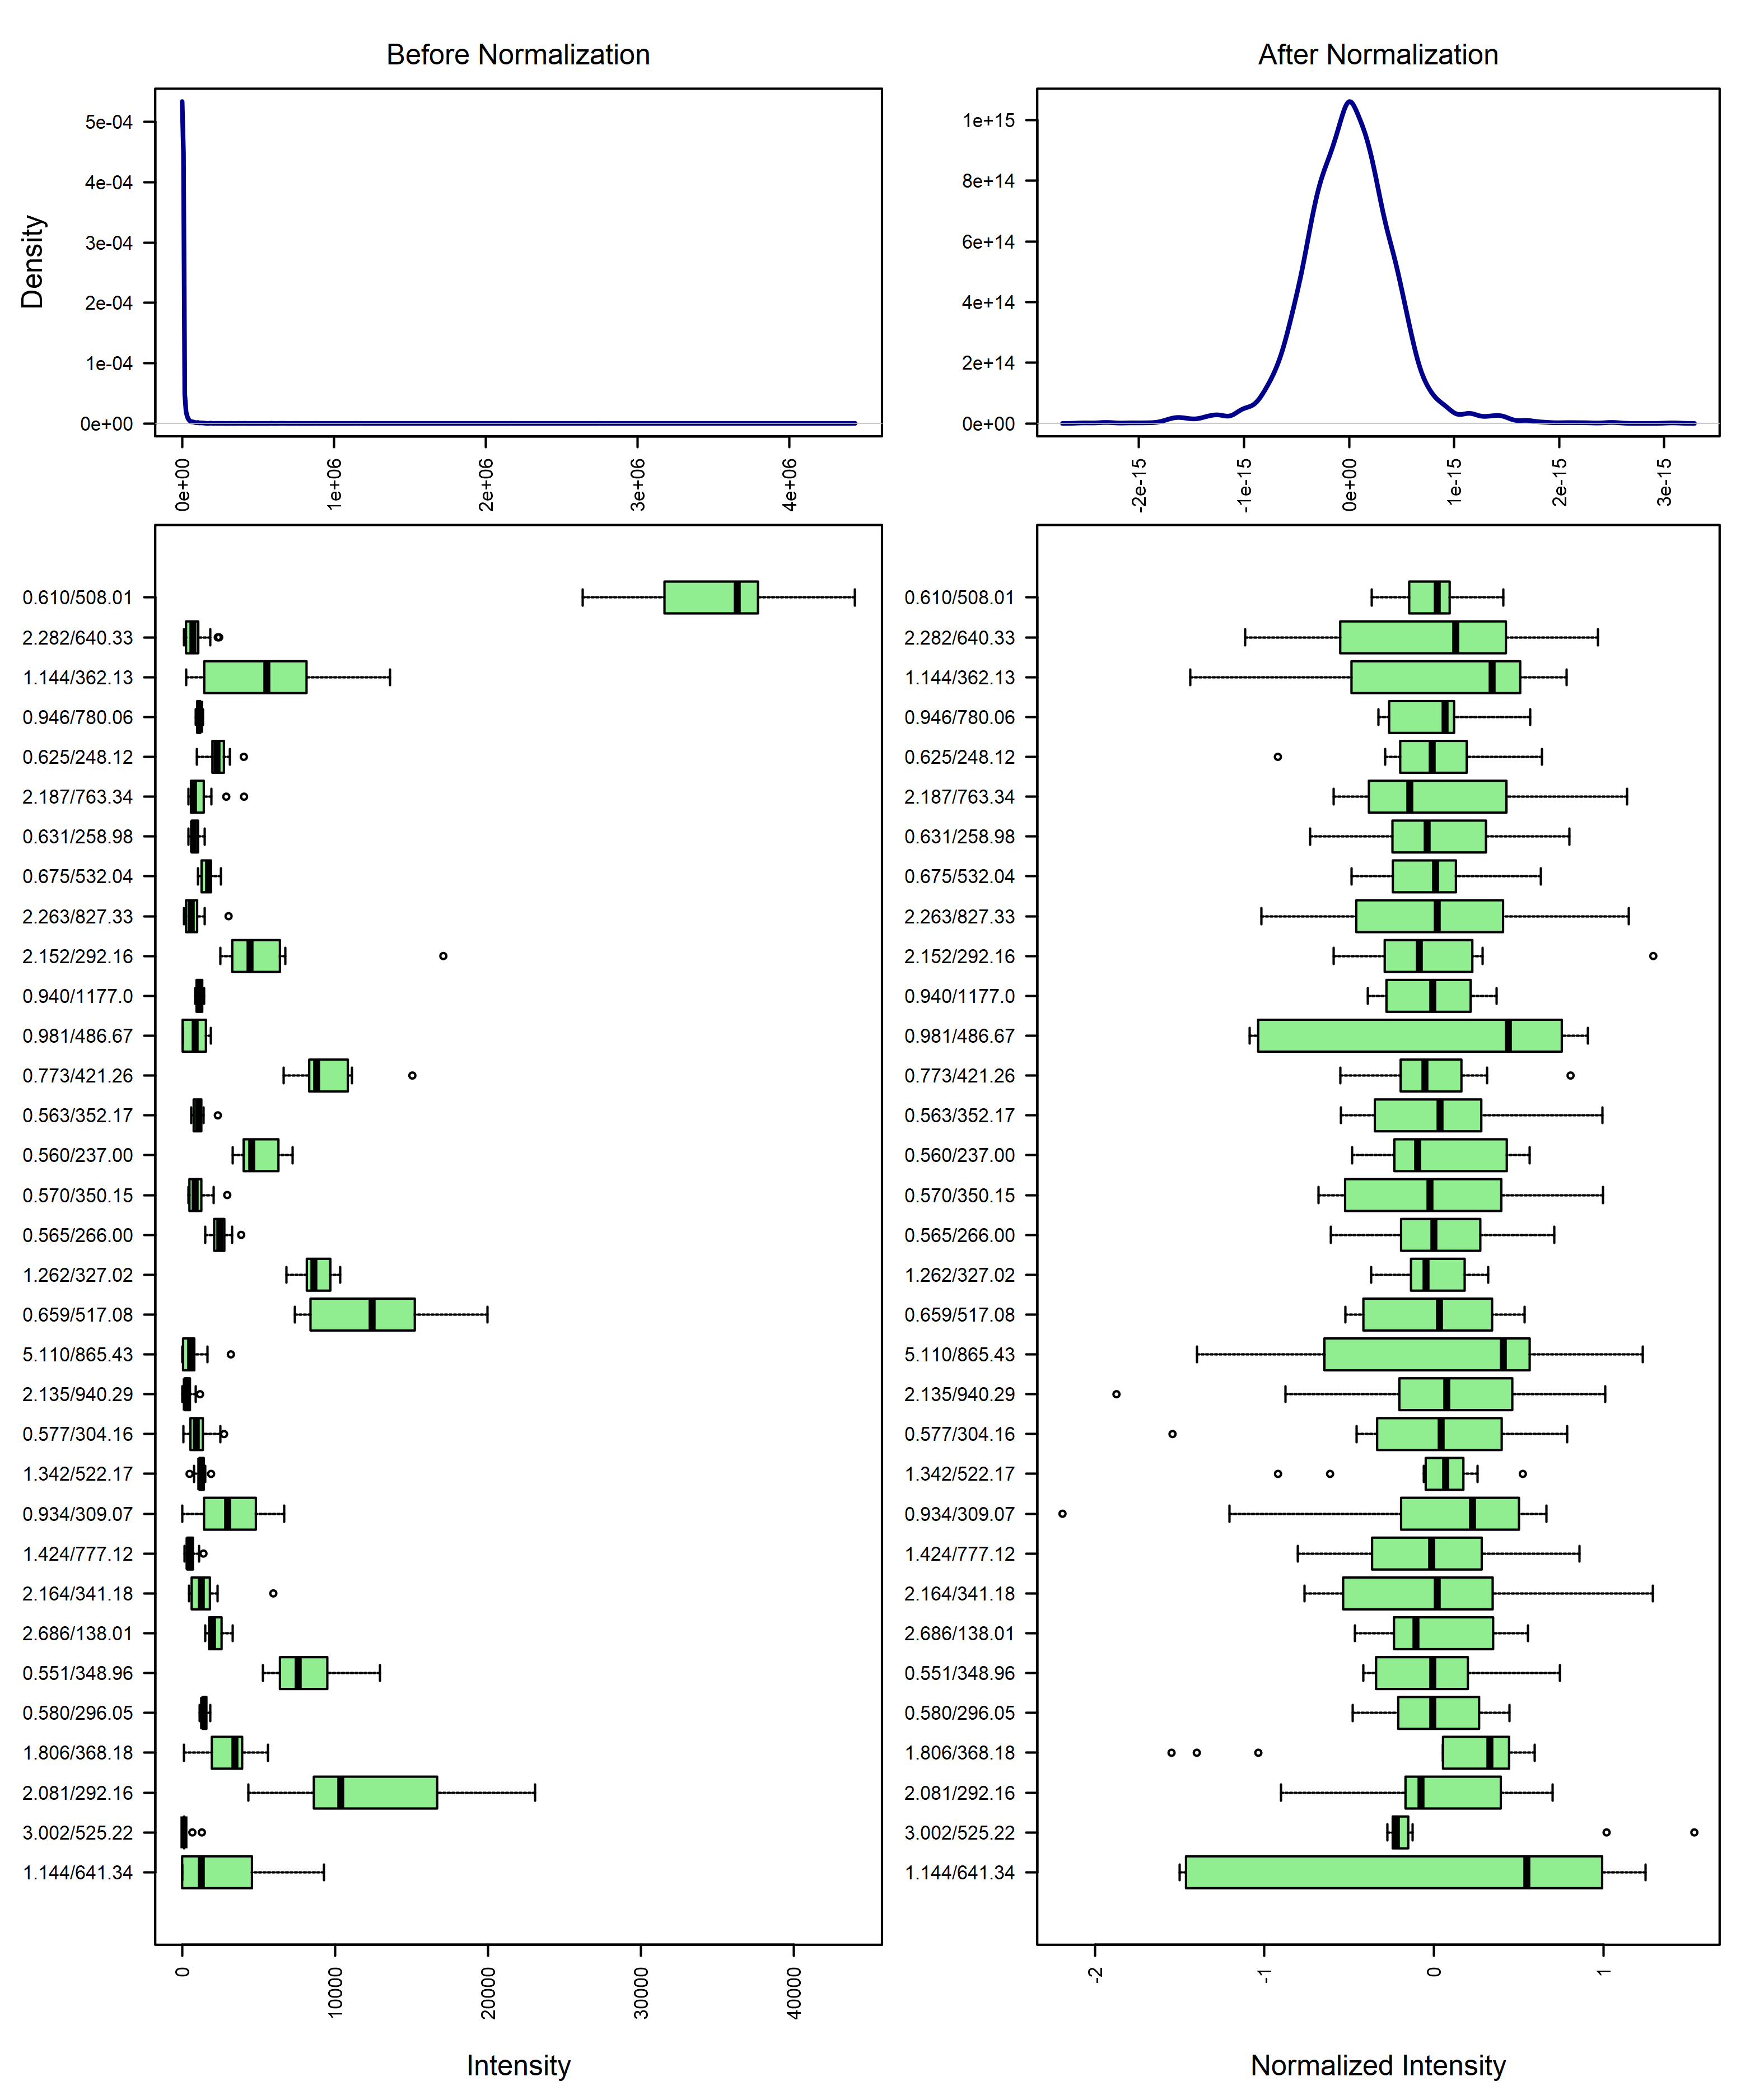 Before Normalization
After Normalization
Density
5e-04
4e-04
3e-04
2e-04
1e-04
0e+00
0e+00
1e+06
2e+06
3e+06
4e+06
1e+15
8e+14
6e+14
4e+14
2e+14
0e+00
-2e-15
-1e-15
0e+00
1e-15
2e-15
3e-15
0.610/508.01
2.282/640.33
1.144/362.13
0.946/780.06
0.625/248.12
2.187/763.34
0.631/258.98
0.675/532.04
2.263/827.33
2.152/292.16
0.940/1177.0
0.981/486.67
0.773/421.26
0.563/352.17
0.560/237.00
0.570/350.15
0.565/266.00
1.262/327.02
0.659/517.08
5.110/865.43
2.135/940.29
0.577/304.16
1.342/522.17
0.934/309.07
1.424/777.12
2.164/341.18
2.686/138.01
0.551/348.96
0.580/296.05
1.806/368.18
2.081/292.16
3.002/525.22
1.144/641.34
0
10000
20000
30000
40000
Intensity
0.610/508.01
2.282/640.33
1.144/362.13
0.946/780.06
0.625/248.12
2.187/763.34
0.631/258.98
0.675/532.04
2.263/827.33
2.152/292.16
0.940/1177.0
0.981/486.67
0.773/421.26
0.563/352.17
0.560/237.00
0.570/350.15
0.565/266.00
1.262/327.02
0.659/517.08
5.110/865.43
2.135/940.29
0.577/304.16
1.342/522.17
0.934/309.07
1.424/777.12
2.164/341.18
2.686/138.01
0.551/348.96
0.580/296.05
1.806/368.18
2.081/292.16
3.002/525.22
1.144/641.34
-2
-1
0
1
Normalized Intensity